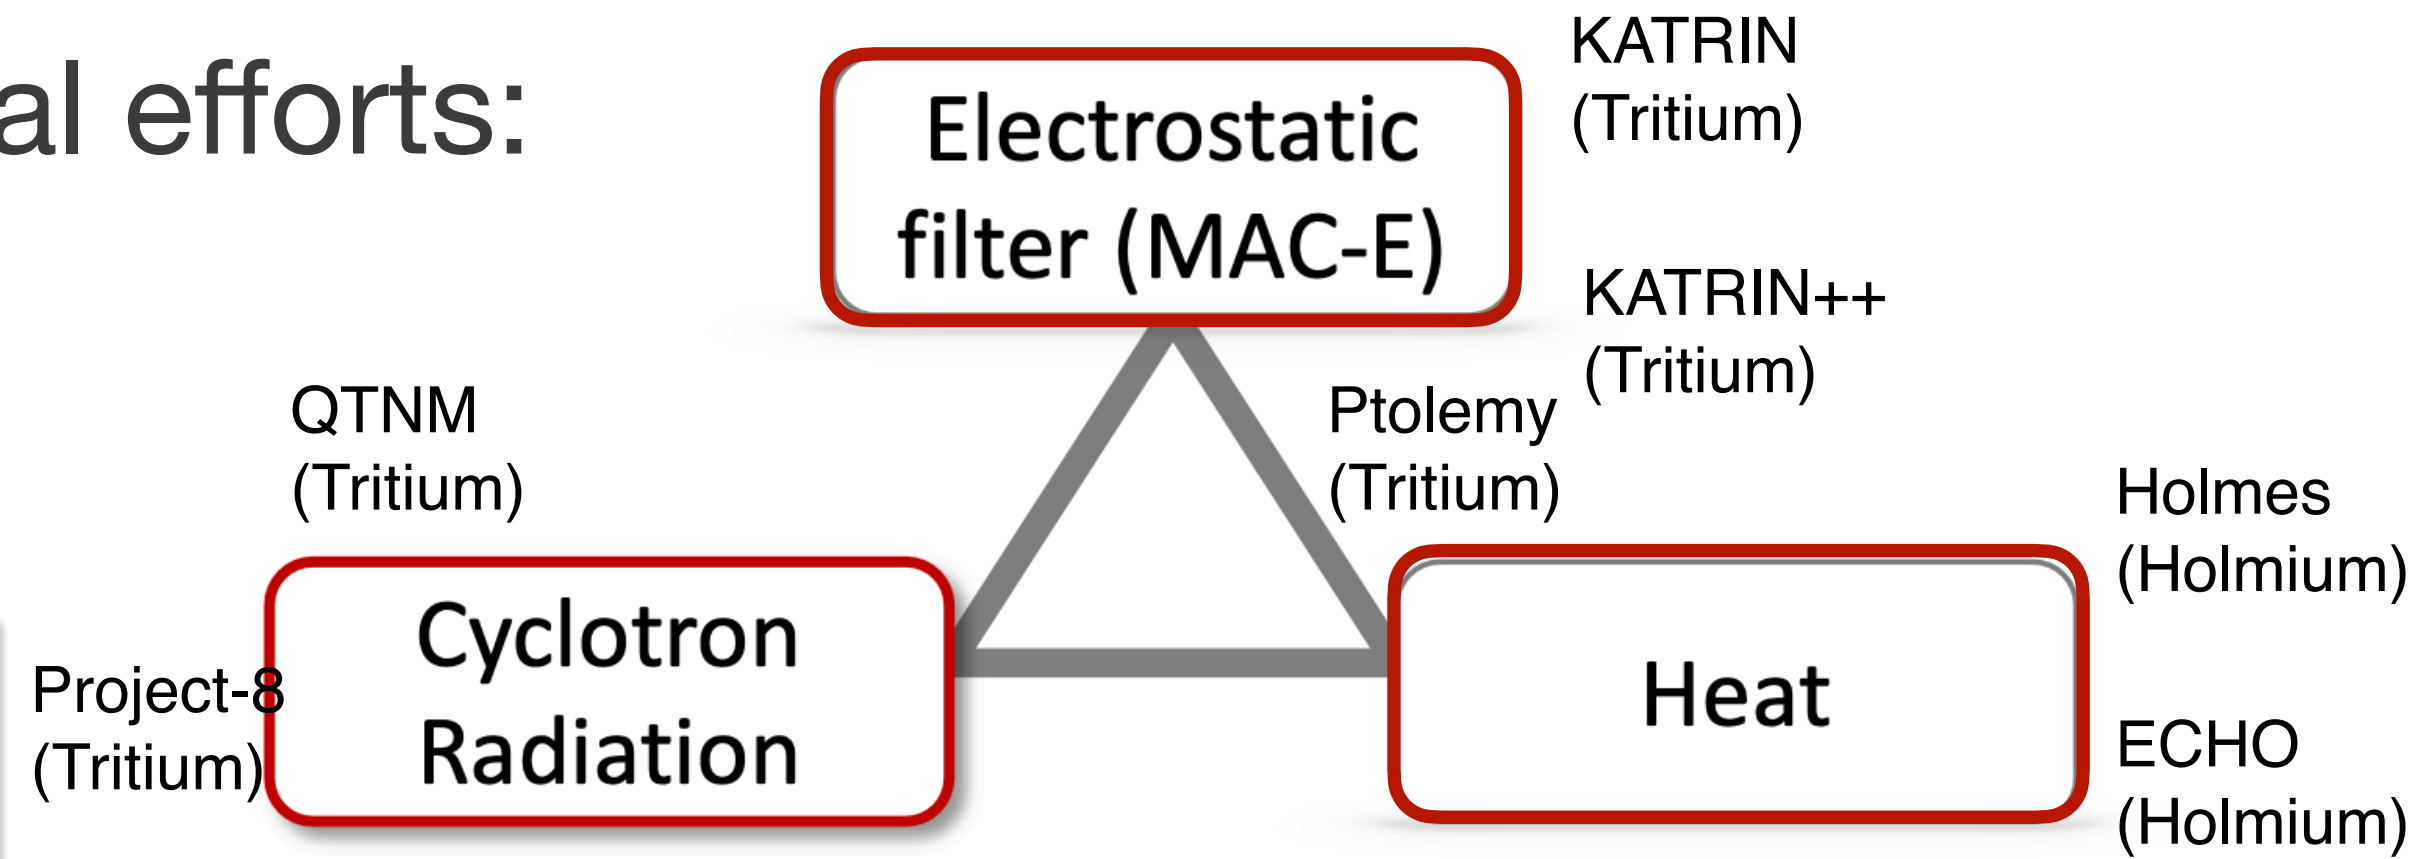 al efforts:
Electrostatic
filter (MAC-E)
KATRIN
(Tritium)
KATRIN++
(Tritium)
QTNM
(Tritium)
Ptolemy
(Tritium)
Holmes
(Holmium)
Project-8
(Tritium)
Cyclotron
Radiation
Heat
ECHO
(Holmium)